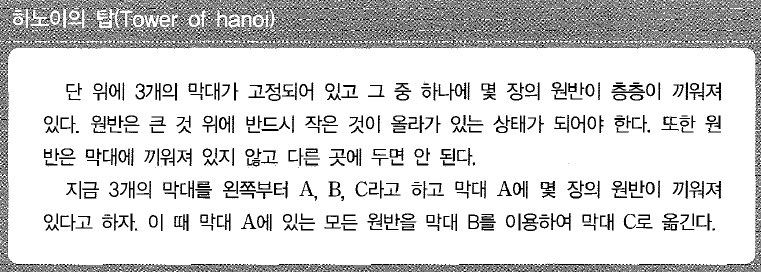 하노이의 탑(Tower of hanoi)
단 위에 3개의 막대가 고정되어 있고 그 중 하나에 몇 장의 원반이 층층이 끼워져
있다. 원반은 큰 것 위에 반드시 작은 것이 올라가 있는 상태가 되어야 한다. 또한 원
반은 막대에 끼워져 있지 않고 다른 곳에 두면 안 된다.
지금 3개의 막대를 왼쪽부터 A, B, C라고 하고 막대 A에 몇 장의 원반이 끼워져
있다고 하자. 이 때 막대 A에 있는 모든 원반을 막대 B를 이용하여 막대 C로 옮긴다.